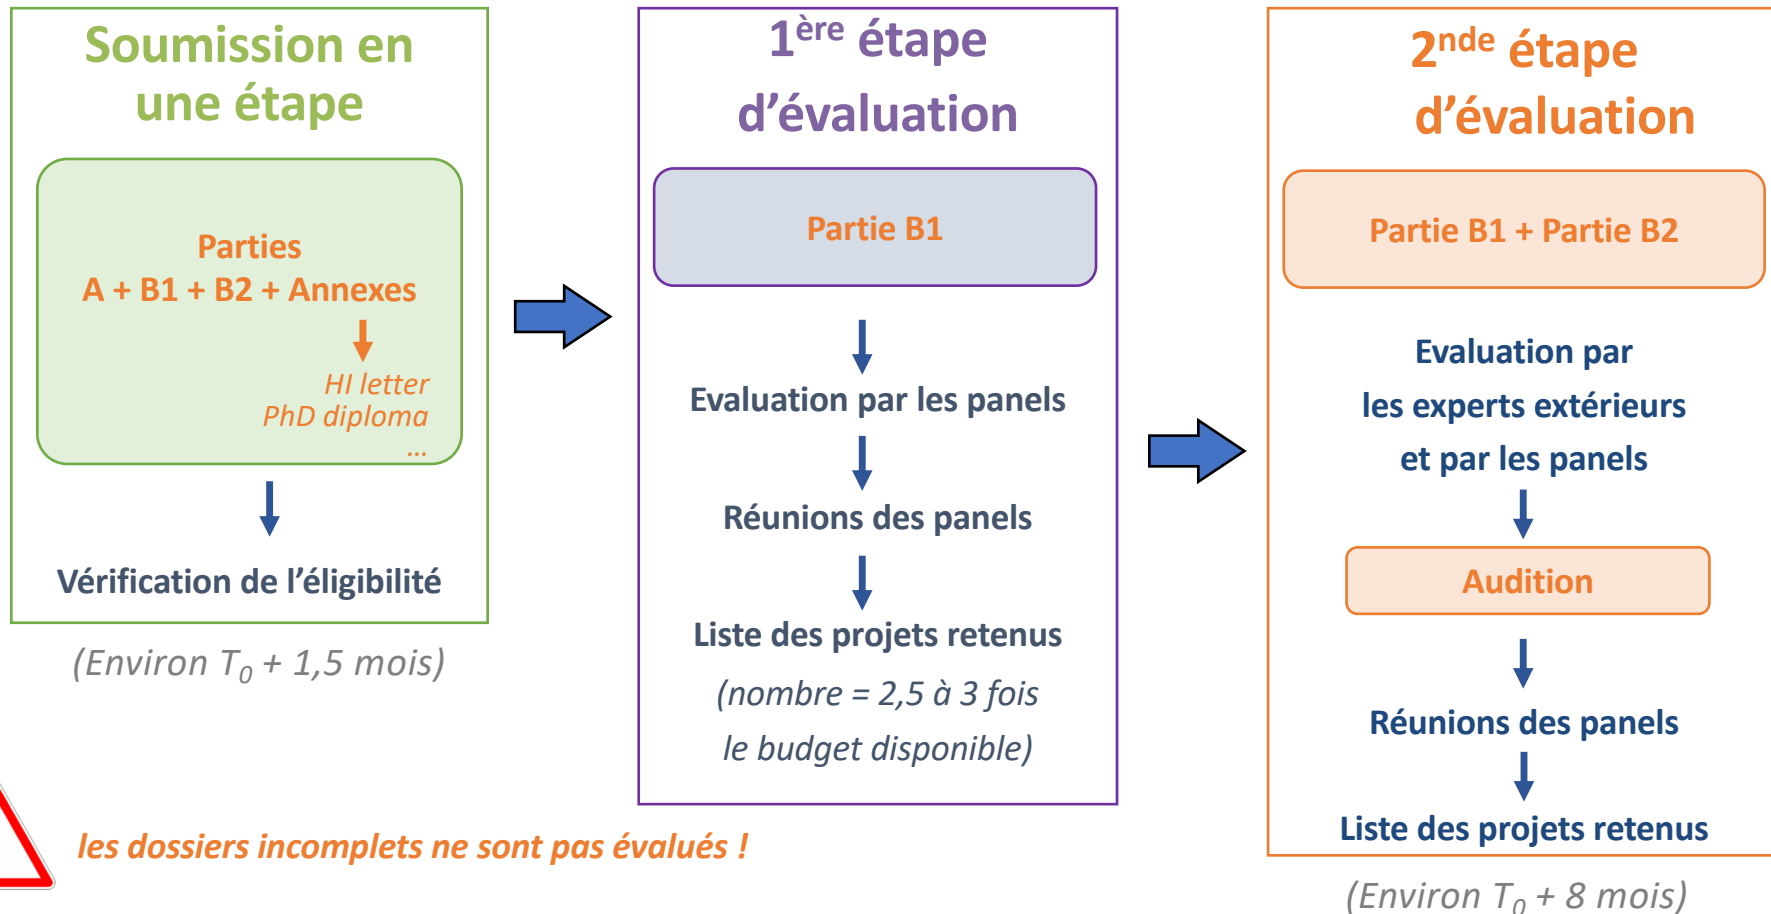 Soumission en
une étape
Parties
A + B1 + B2 + Annexes
HI letter
PhD diploma
...
Vérification de l'éligibilité
(Environ T0 + 1,5 mois)
1ère étape
d'évaluation
Partie B1
Evaluation par les panels
Réunions des panels
Liste des projets retenus
(nombre = 2,5 à 3 fois
le budget disponible)
2nde étape
d'évaluation
Partie B1 + Partie B2
Evaluation par
les experts extérieurs
et par les panels
Audition
Réunions des panels
Liste des projets retenus
(Environ T0 + 8 mois)
les dossiers incomplets ne sont pas évalués !